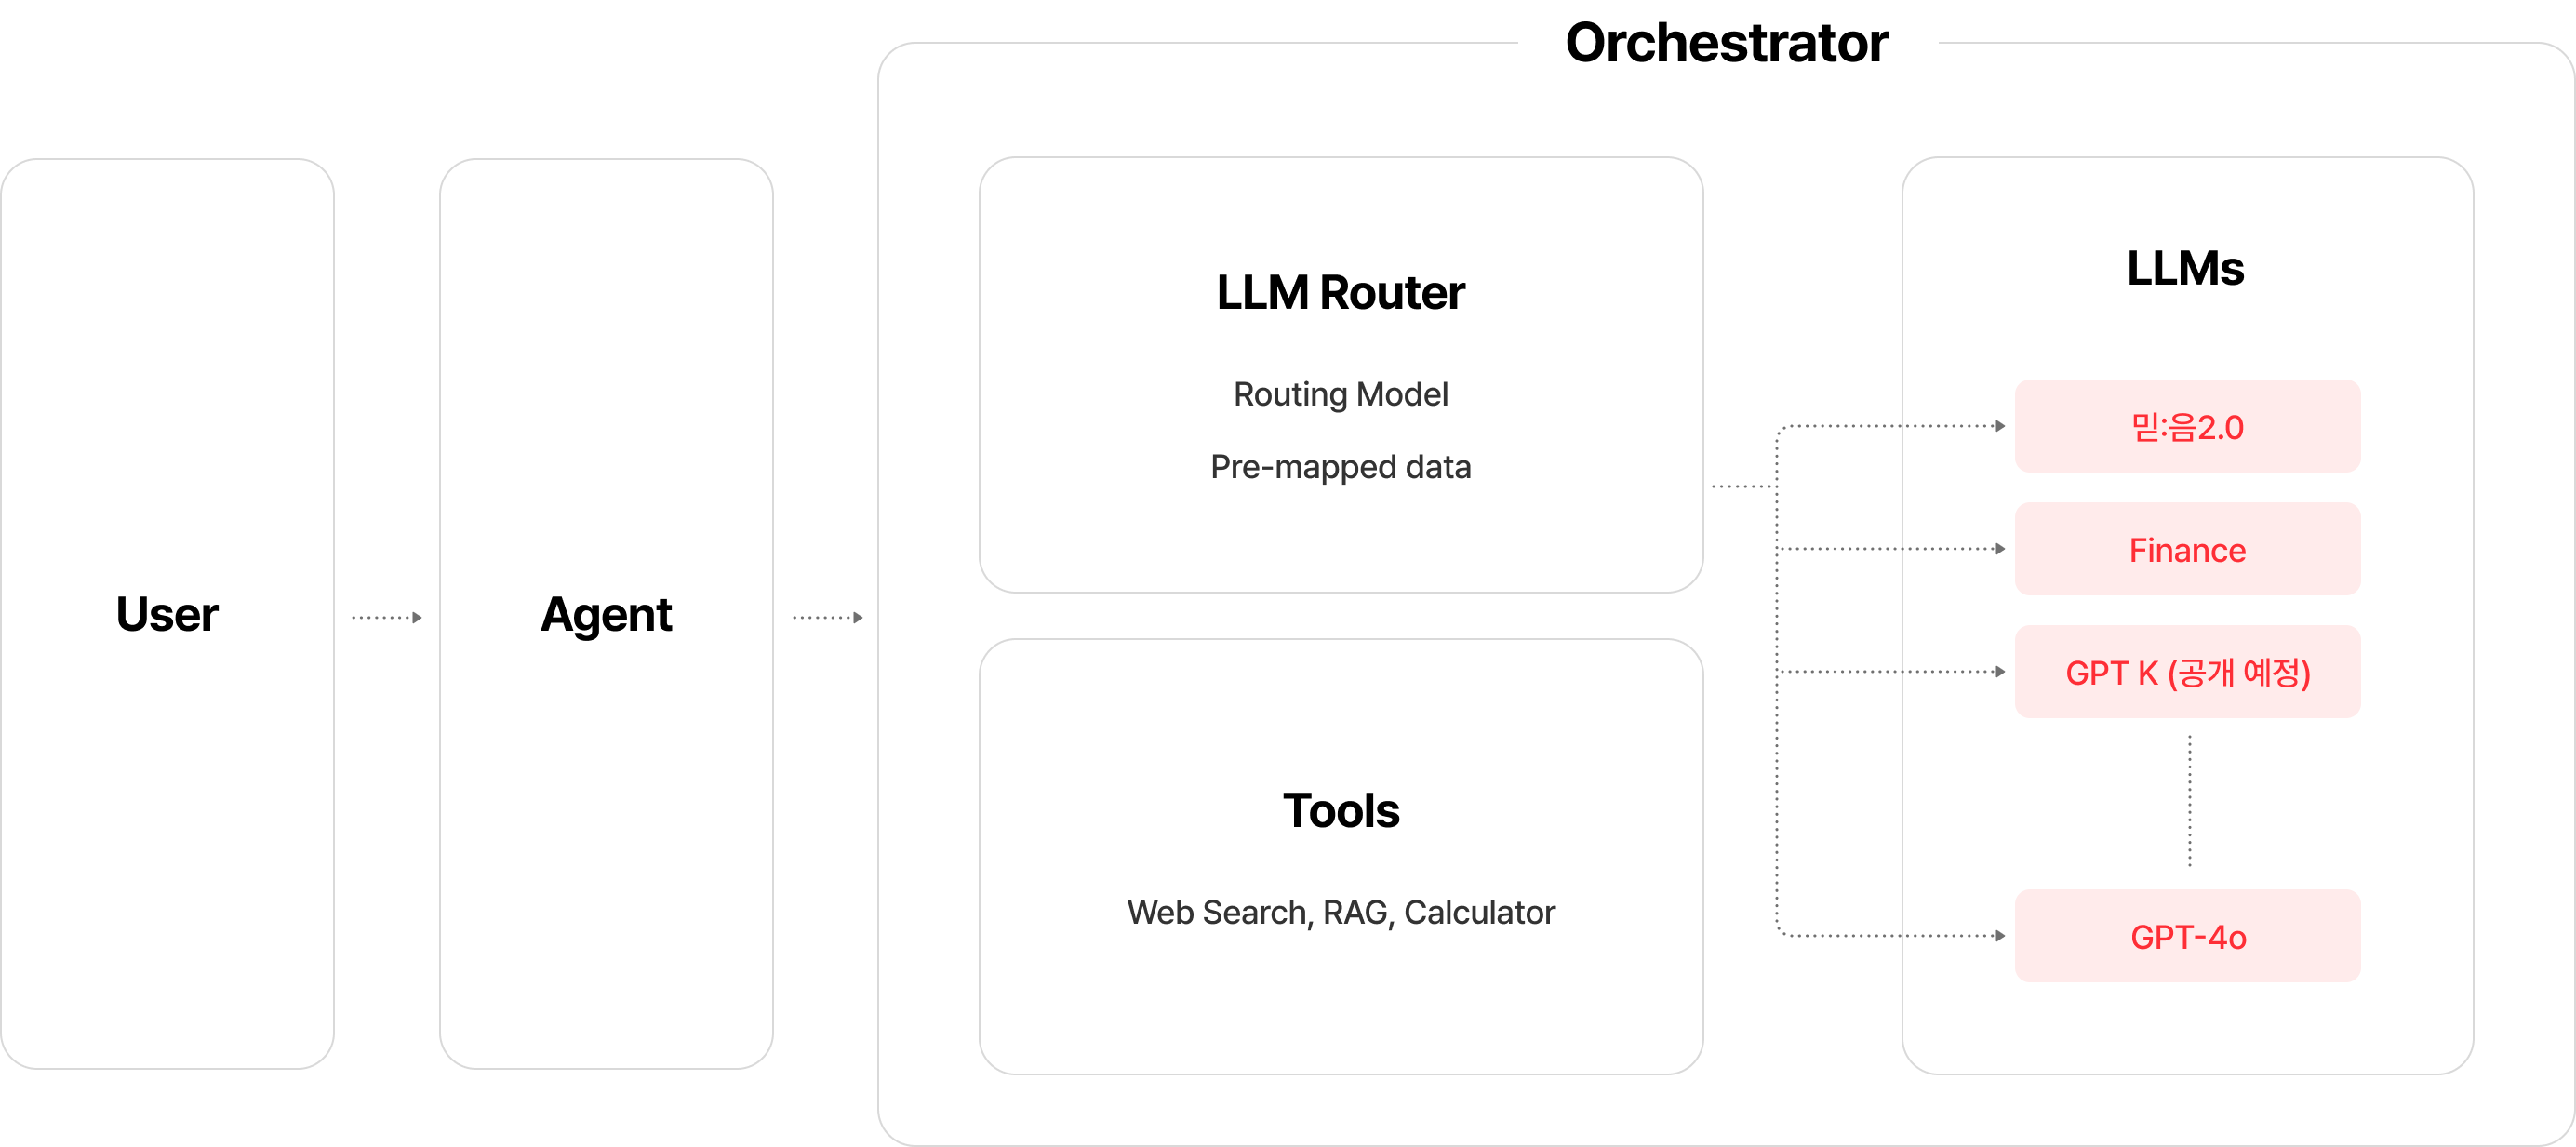 Orchestrator
User
Agent
LLM Router
Routing Model
Pre-mapped data
Tools
Web Search, RAG, Calculator
LLMs
믿:음2.0
Finance
GPT K (공개 예정)
GPT-4o